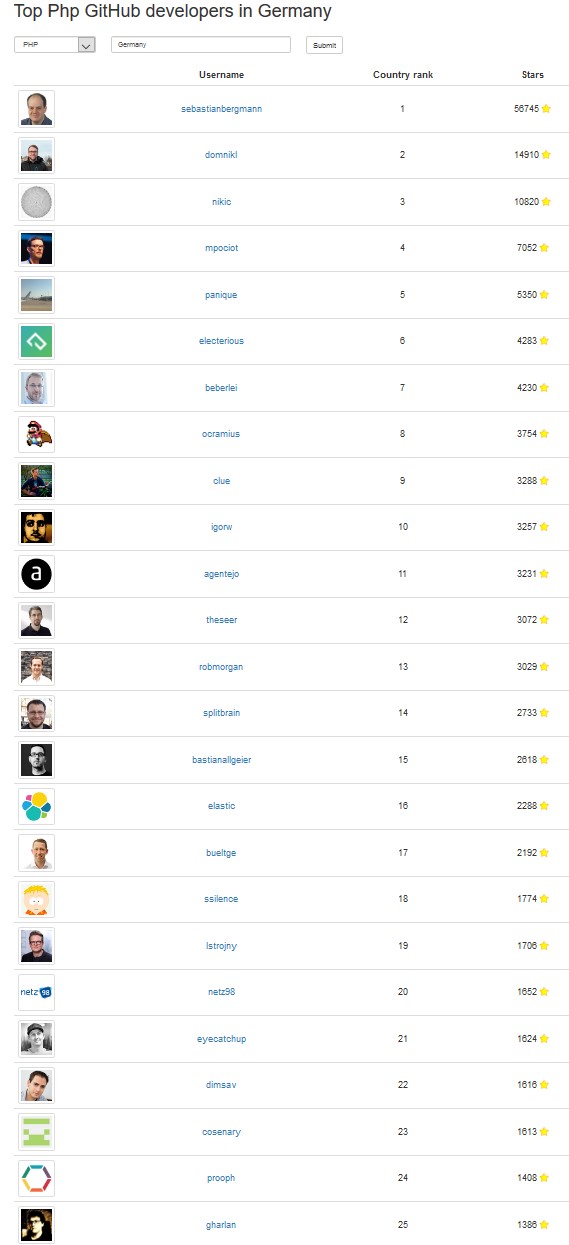 Top Php GitHub developers in Germany
PHP Germany Submit
Username Country rank Stars
sebastianbergmann 1 56745
domnikl 2 14910
nikic 3 10820
mpociot 4 7052
panique 5 5350
electerious 6 4283
beberlei 7 4230
ocramius 8 3754
clue 9 3288
igorw 10 3257
a agentejo 11 3231
theseer 12 3072
robmorgan 13 3029
splitbrain 14 2733
bastianallgeier 15 2618
elastic 16 2288
bueltge 17 2192
ssilence 18 1774
lstrojny 19 1706
netz98 netz98 20 1652
eyecatchup 21 1624
dimsav 22 1616
cosenary 23 1613
prooph 24 1408
gharlan 25 1386